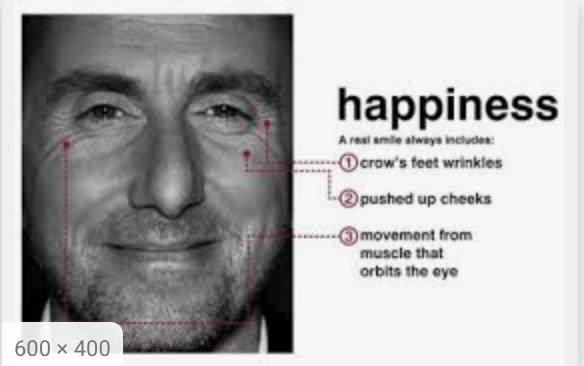 happiness
A real smile always includes:
1 crow's feet wrinkles
2 pushed up cheeks
3 movement from
muscle that
orbits the eye
600 × 400